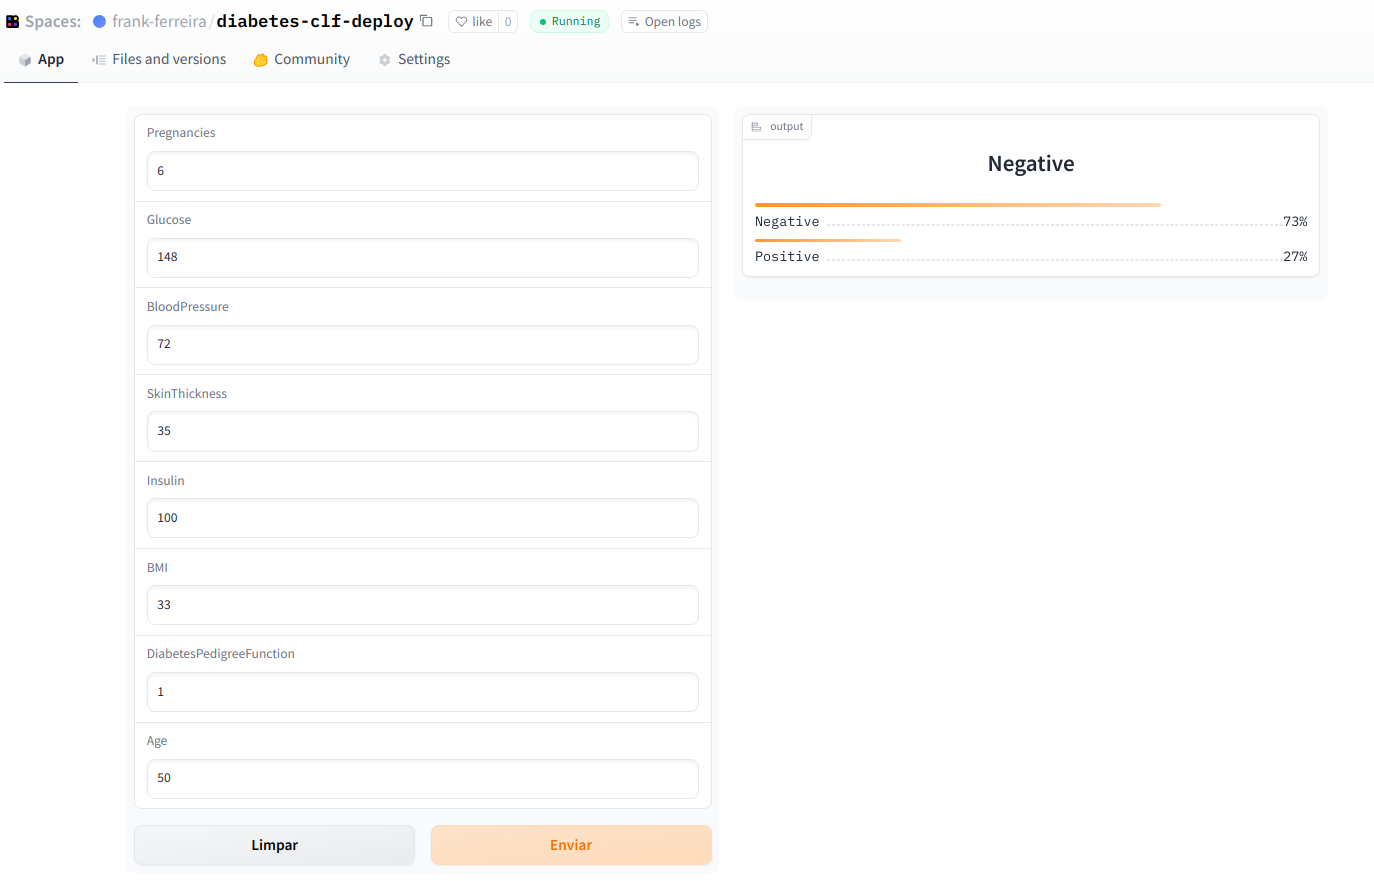 Spaces: frank-ferreira/diabetes-clf-deploy like 0 Running Open logs
App Files and versions Community Settings
Pregnancies
6
Glucose
148
BloodPressure
72
SkinThickness
35
Insulin
100
BMI
33
DiabetesPedigreeFunction
1
Age
50
Limpar Enviar
output
Negative
Negative 73%
Positive 27%